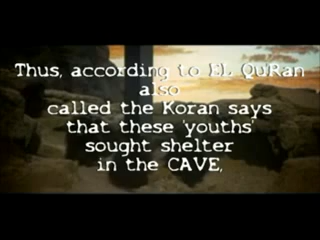 Thus, according to EL QuRan
also
called the Koran says
that these 'youths'
sought shelter
in the CAVE,